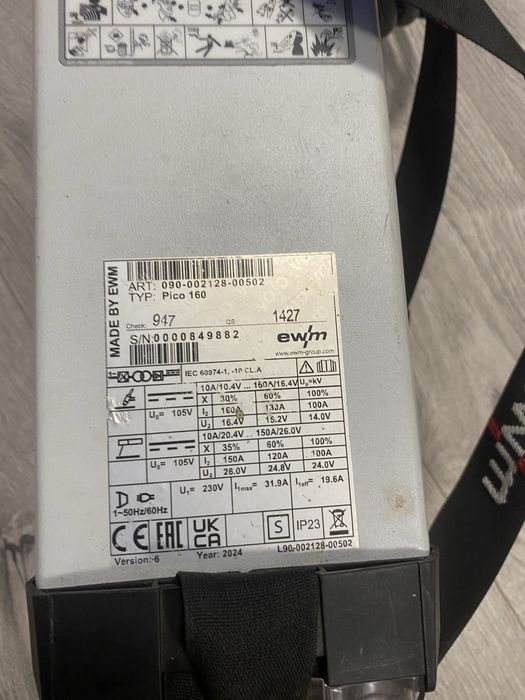 MADE BY EWM
ART: 090-002128-00502
TYP: Pico 160
Check: 947 QS 1427
S/N:0000849882
ewm
www.ewm-group.com
IEC 60974-1, -10 CL.A
10A/10.4V ... 160A/16.4V
X 30% 60% 100%
U₀= 105V I₂ 160A 130A 100A
U₂ 16.4V 15.2V 14.0V
10A/20.4V ... 150A/26.0V
X 35% 60% 100%
U₀= 105V I₂ 150A 120A 100A
U₂ 26.0V 24.8V 24.0V
1~50Hz/60Hz U₁= 230V I₁max= 31.9A I₁eff= 19.6A
CE EAC UK CA S IP23
Version: 6 Year: 2024 L90-002128-00502